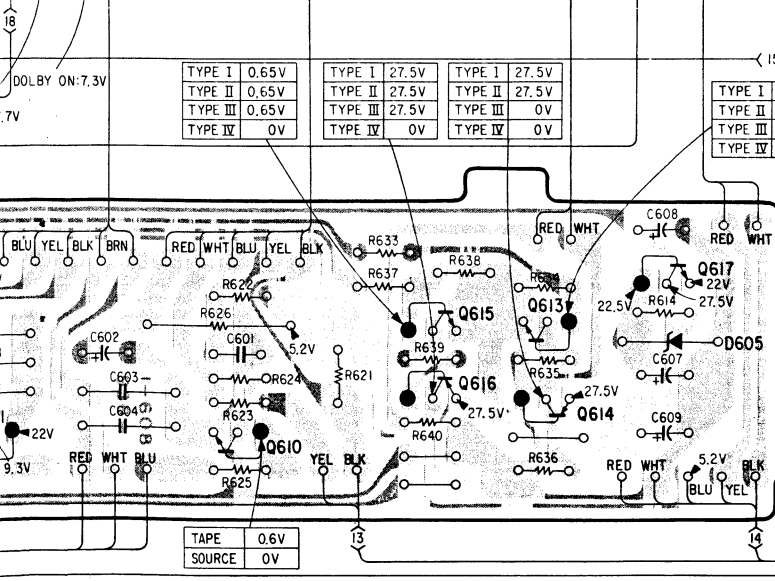 18
DOLBY ON:7.3V
.7V
TYPE I 0.65V
TYPE II 0.65V
TYPE III 0.65V
TYPE IV 0V
TYPE I 27.5V
TYPE II 27.5V
TYPE III 27.5V
TYPE IV 0V
TYPE I 27.5V
TYPE II 27.5V
TYPE III 0V
TYPE IV 0V
15
TYPE I
TYPE II
TYPE III
TYPE IV
BLU YEL BLK BRN
RED WHT BLU YEL BLK
RED WHT
C608
RED WHT
R633
R638
R637
R622
R626
5.2V
Q615
Q613
Q617
22V
27.5V
22.5V
R614
C602
C601
R621
R639
R635
D605
C607
C603
C604
R624
R623
Q616
27.5V
R640
27.5V
Q614
C609
22V
9.3V
Q610
R625
RED WHT BLU
YEL BLK
R636
RED WHT
5.2V
BLU YEL
BLK
TAPE 0.6V
SOURCE 0V
13
14